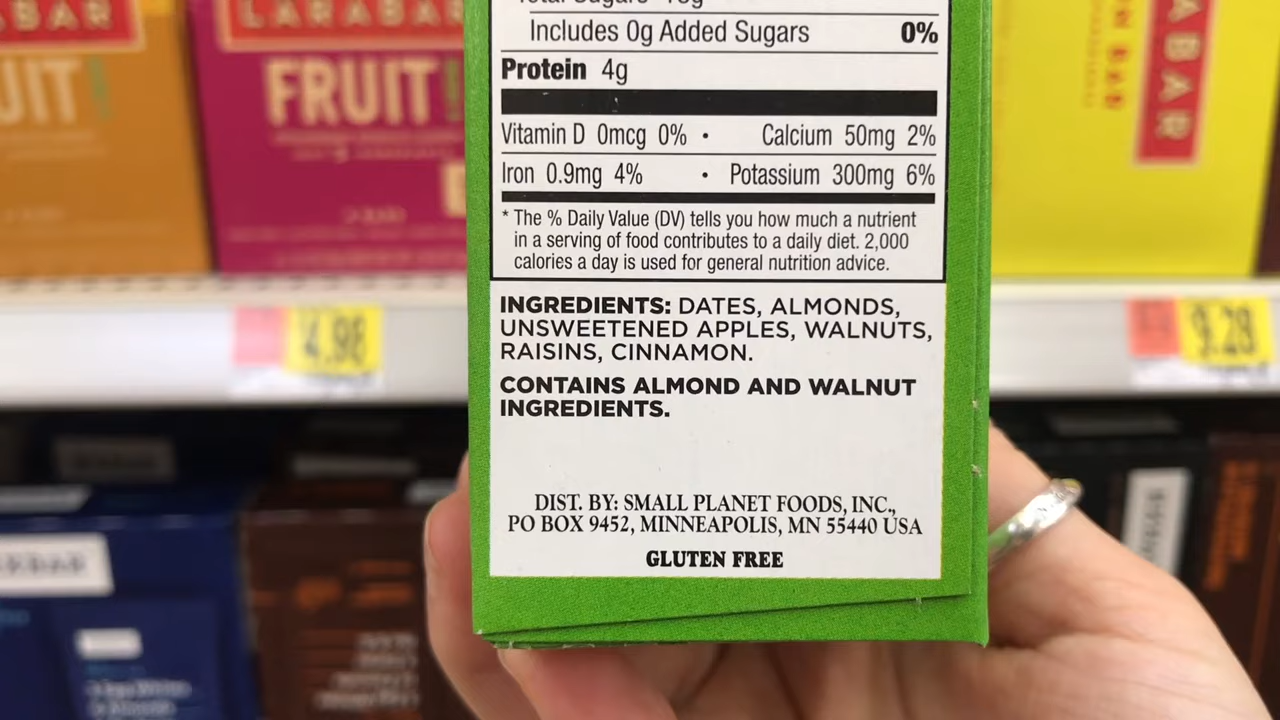 LARABAR
FRUIT
Includes 0g Added Sugars 0%
Protein 4g
Vitamin D 0mcg 0% • Calcium 50mg 2%
Iron 0.9mg 4% • Potassium 300mg 6%
* The % Daily Value (DV) tells you how much a nutrient
in a serving of food contributes to a daily diet. 2,000
calories a day is used for general nutrition advice.
INGREDIENTS: DATES, ALMONDS,
UNSWEETENED APPLES, WALNUTS,
RAISINS, CINNAMON.
CONTAINS ALMOND AND WALNUT
INGREDIENTS.
DIST. BY: SMALL PLANET FOODS, INC.,
PO BOX 9452, MINNEAPOLIS, MN 55440 USA
GLUTEN FREE
4.98
9.28